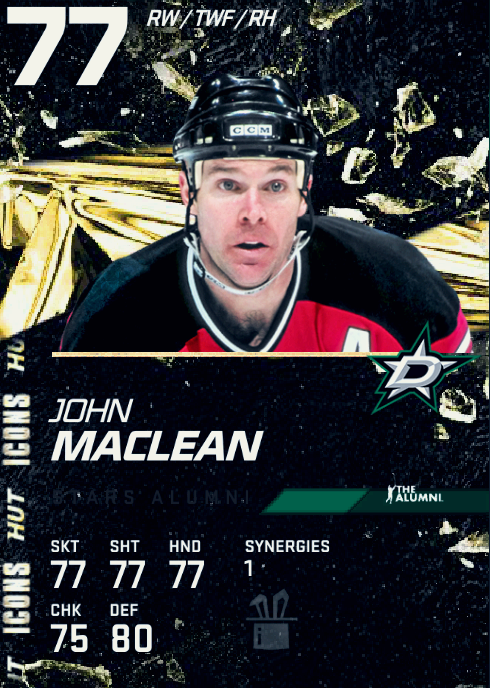 77
RW / TWF / RH
CCM
A
D
JOHN
MACLEAN
STARS ALUMNI
THE
ALUMNI
SKT SHT HND SYNERGIES
77 77 77 1
CHK DEF
75 80
HUT ICONS HUT ICONS HUT